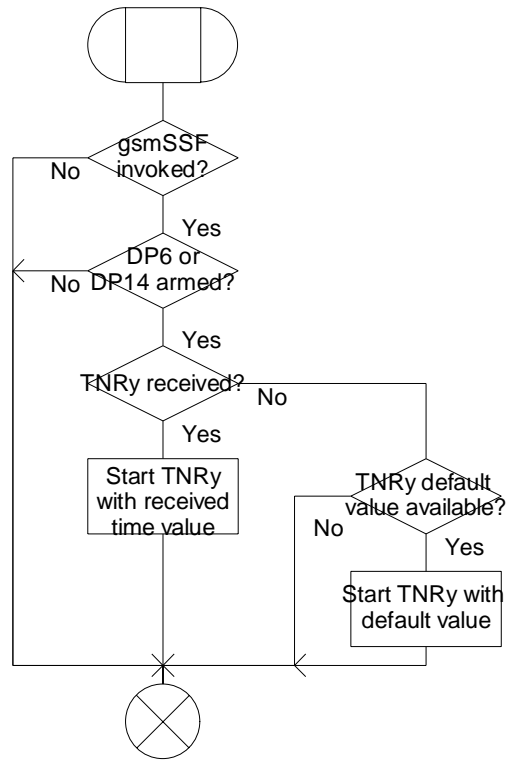 gsmSSF
invoked?
No
Yes
DP6 or
DP14 armed?
No
Yes
TNRy received?
No
Yes
Start TNRy
with received
time value
TNRy default
value available?
No
Yes
Start TNRy with
default value